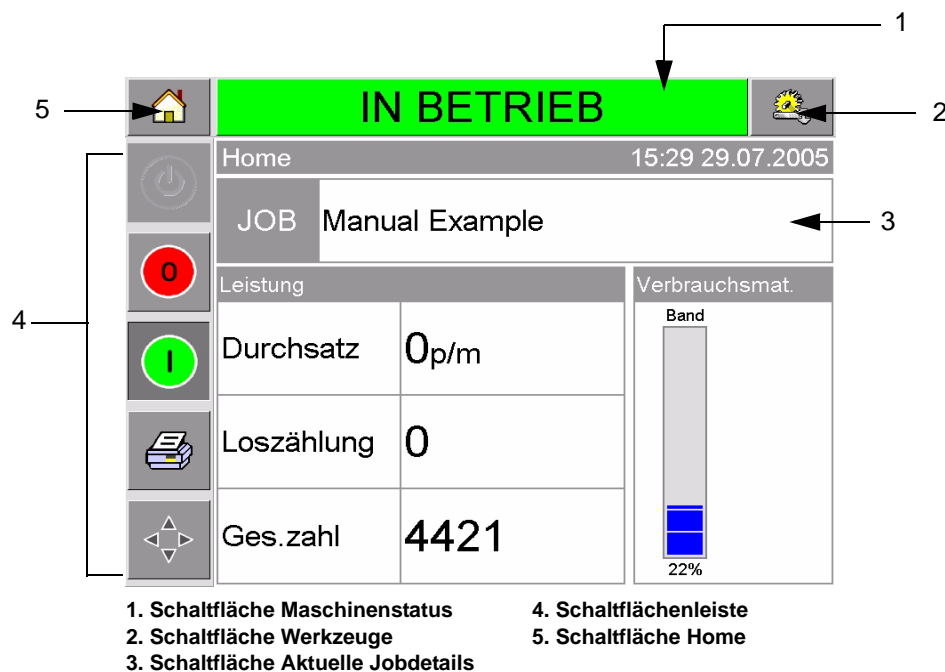 1
IN BETRIEB
5
2
Home 15:29 29.07.2005
JOB Manual Example
3
0
Leistung
Verbrauchsmat.
Band
4
I
Durchsatz 0p/m
Loszählung 0
Ges.zahl 4421
22%
1. Schaltfläche Maschinenstatus
2. Schaltfläche Werkzeuge
3. Schaltfläche Aktuelle Jobdetails
4. Schaltflächenleiste
5. Schaltfläche Home